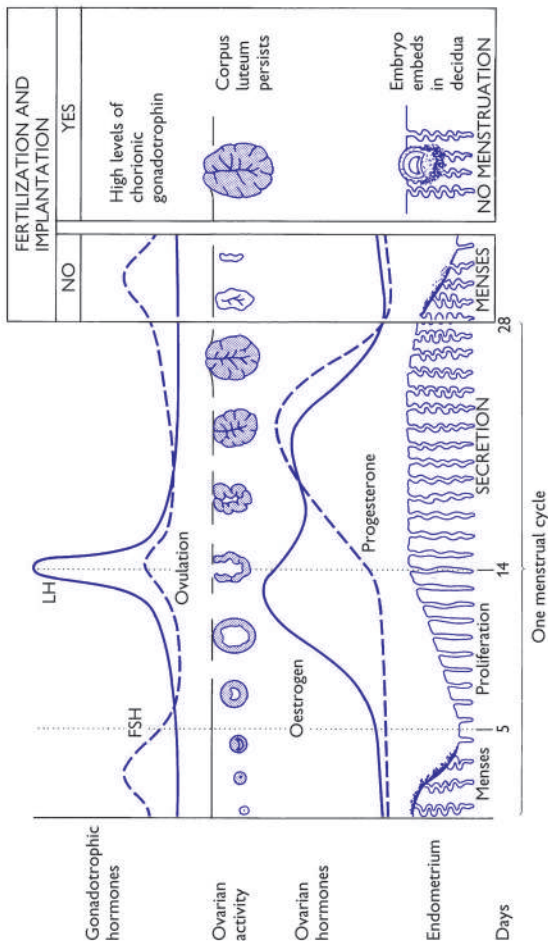 FERTILIZATION AND
IMPLANTATION
NO
YES
Gonadotrophic
hormones
LH
FSH
High levels of
chorionic
gonadotrophin
Ovarian
activity
Ovulation
Corpus
luteum
persists
Ovarian
hormones
Oestrogen
Progesterone
Endometrium
Menses
Proliferation
SECRETION
MENSES
Embryo
embeds
in
decidua
NO MENSTRUATION
Days
5
14
28
One menstrual cycle